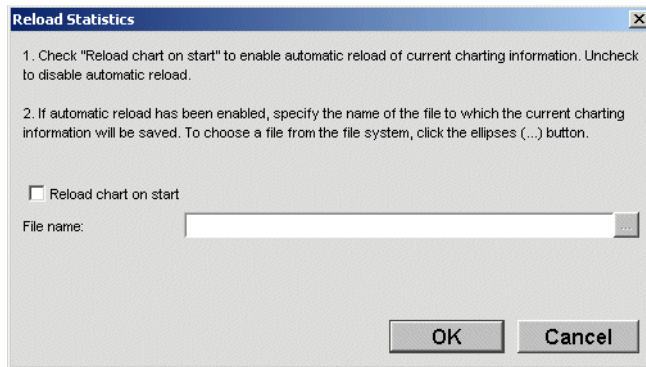 Reload Statistics
1. Check "Reload chart on start" to enable automatic reload of current charting information. Uncheck
to disable automatic reload.
2. If automatic reload has been enabled, specify the name of the file to which the current charting
information will be saved. To choose a file from the file system, click the ellipses (...) button.
Reload chart on start
File name:
...
OK Cancel